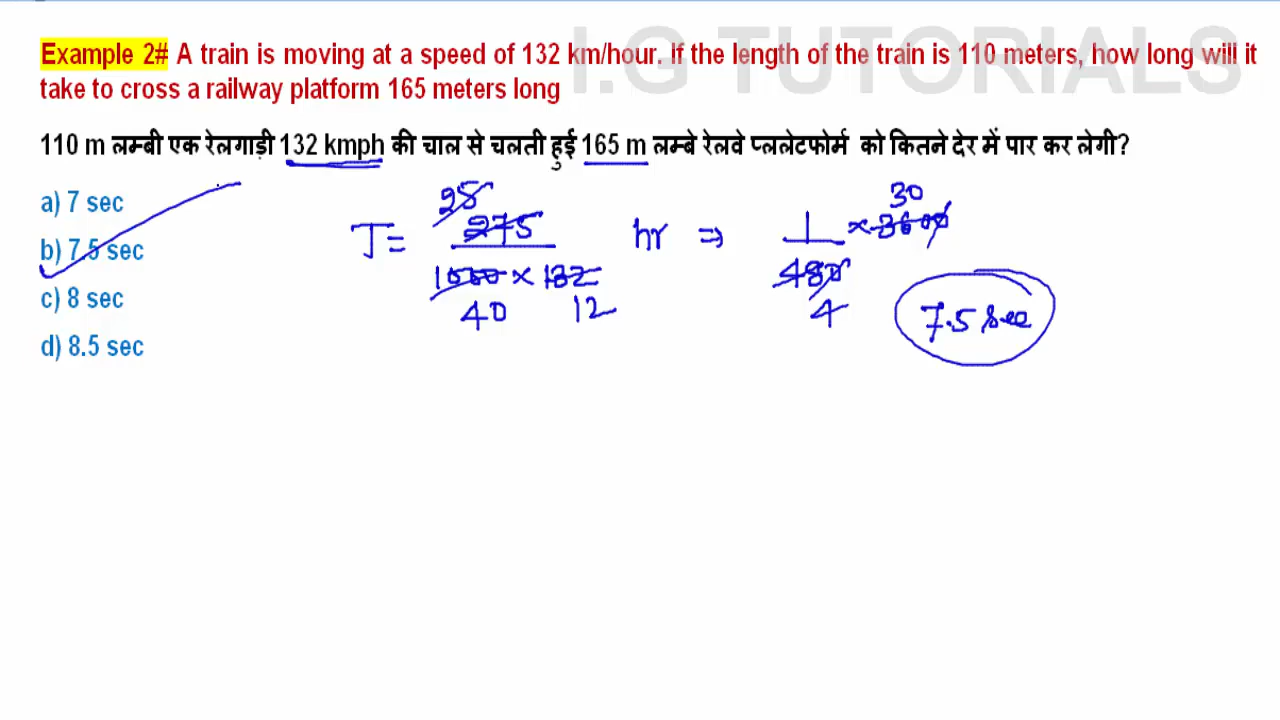 I.G TUTORIALS
Example 2# A train is moving at a speed of 132 km/hour. If the length of the train is 110 meters, how long will it
take to cross a railway platform 165 meters long
110 m लम्बी एक रेलगाड़ी 132 kmph की चाल से चलती हुई 165 m लम्बे रेलवे प्ललेटफोर्म को कितने देर में पार कर लेगी?
a) 7 sec
b) 7.5 sec
c) 8 sec
d) 8.5 sec
25 30
T = 275 hr ⇒ 1 × 3600
1000 × 132 480
40 12 4 7.5 sec